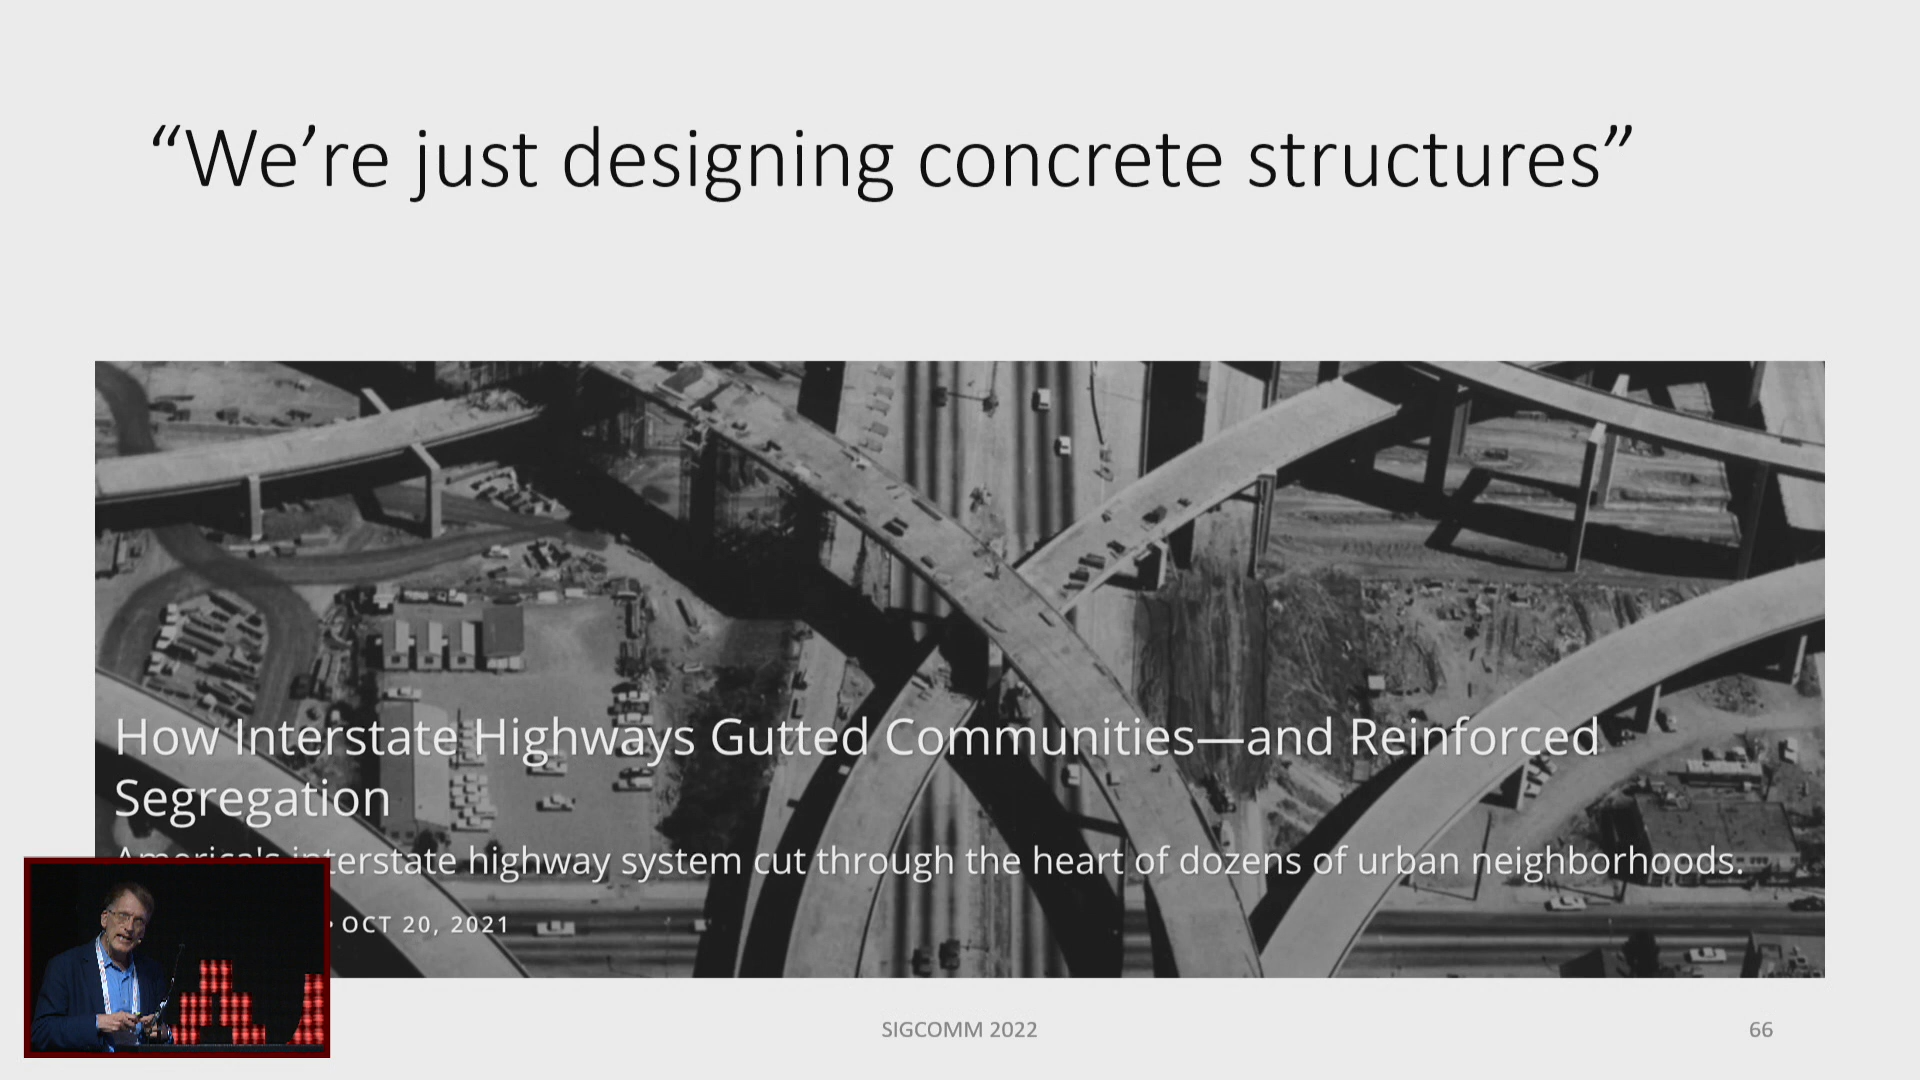 “We’re just designing concrete structures”
How Interstate Highways Gutted Communities—and Reinforced
Segregation
America's interstate highway system cut through the heart of dozens of urban neighborhoods.
• OCT 20, 2021
SIGCOMM 2022
66